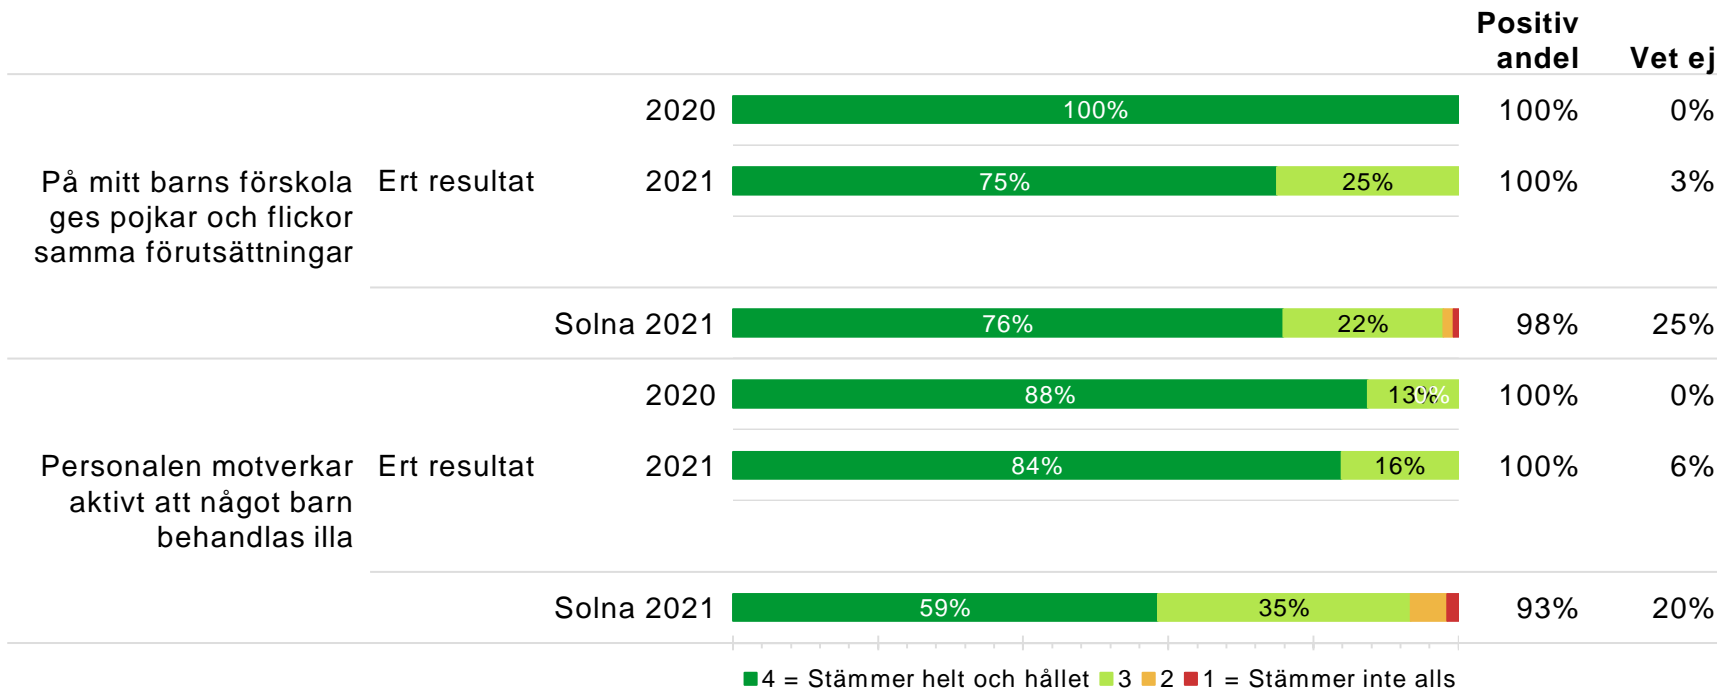 Positiv
andel Vet ej
2020 100% 100% 0%
På mitt barns förskola
ges pojkar och flickor
samma förutsättningar
Ert resultat 2021 75% 25% 100% 3%
Solna 2021 76% 22% 98% 25%
2020 88% 13% 0% 100% 0%
Personalen motverkar
aktivt att något barn
behandlas illa
Ert resultat 2021 84% 16% 100% 6%
Solna 2021 59% 35% 93% 20%
4 = Stämmer helt och hållet 3 2 1 = Stämmer inte alls